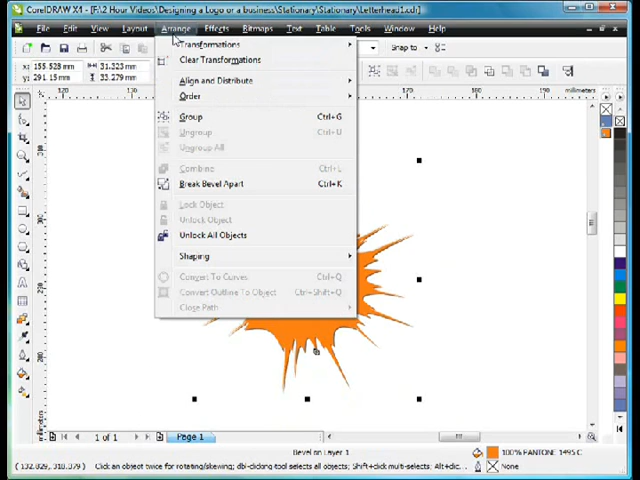 CorelDRAW X4 - [F:\2 Hour Videos\Designing a Logo or a business\Stationary\Stationary\Letterhead1.cdr]
File Edit View Layout Arrange Effects Bitmaps Text Table Tools Window Help
Snap to
x: 155.528 mm 31.323 mm
y: 291.15 mm 33.279 mm
Transformations
Clear Transformations
Align and Distribute
Order
Group Ctrl+G
Ungroup Ctrl+U
Ungroup All
Combine Ctrl+L
Break Bevel Apart Ctrl+K
Lock Object
Unlock Object
Unlock All Objects
Shaping
Convert To Curves Ctrl+Q
Convert Outline To Object Ctrl+Shift+Q
Close Path
millimeters
millimeters
1 of 1 Page 1
Bevel on Layer 1 100% PANTONE 1495 C
Click an object twice for rotating/skewing; dbl-clicking tool selects all objects; Shift+click multi-selects; Alt+clic... None